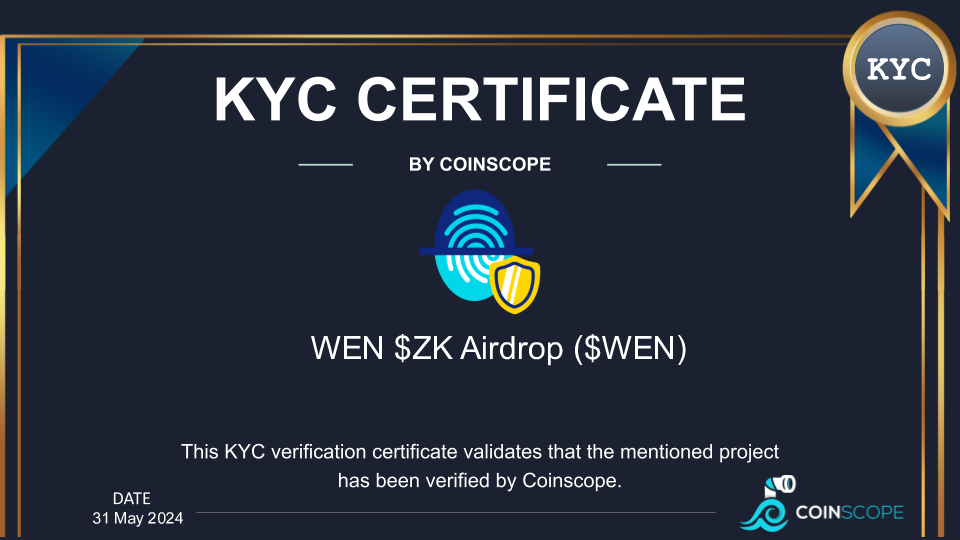 KYC
KYC CERTIFICATE
BY COINSCOPE
WEN $ZK Airdrop ($WEN)
This KYC verification certificate validates that the mentioned project
has been verified by Coinscope.
DATE
31 May 2024
COINSCOPE